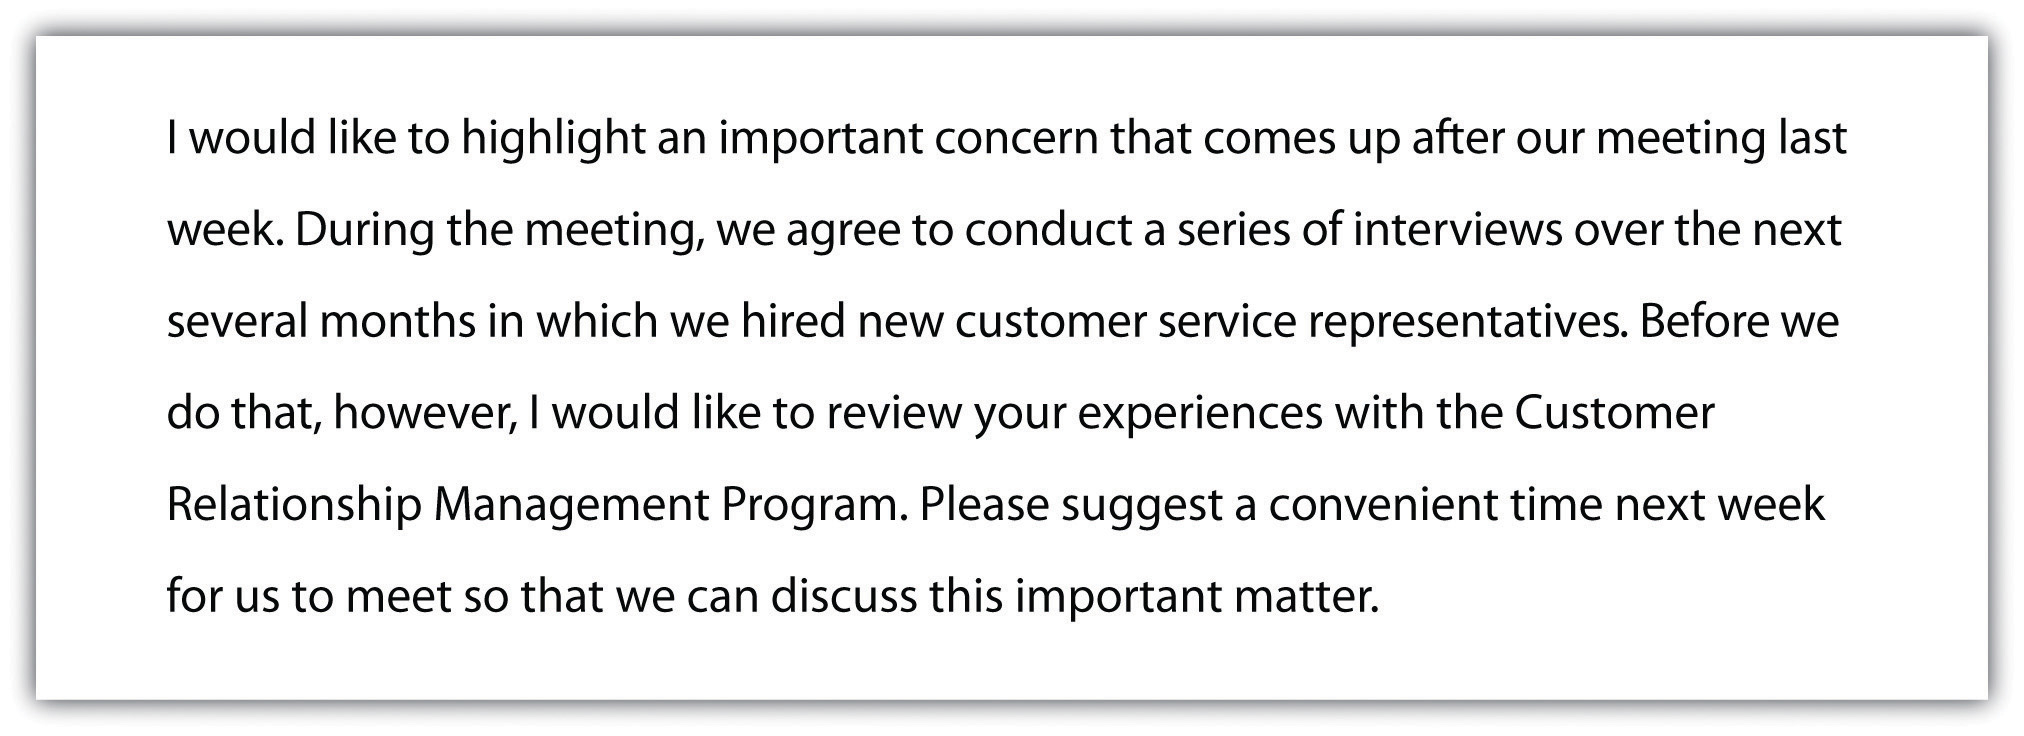 I would like to highlight an important concern that comes up after our meeting last
week. During the meeting, we agree to conduct a series of interviews over the next
several months in which we hired new customer service representatives. Before we
do that, however, I would like to review your experiences with the Customer
Relationship Management Program. Please suggest a convenient time next week
for us to meet so that we can discuss this important matter.